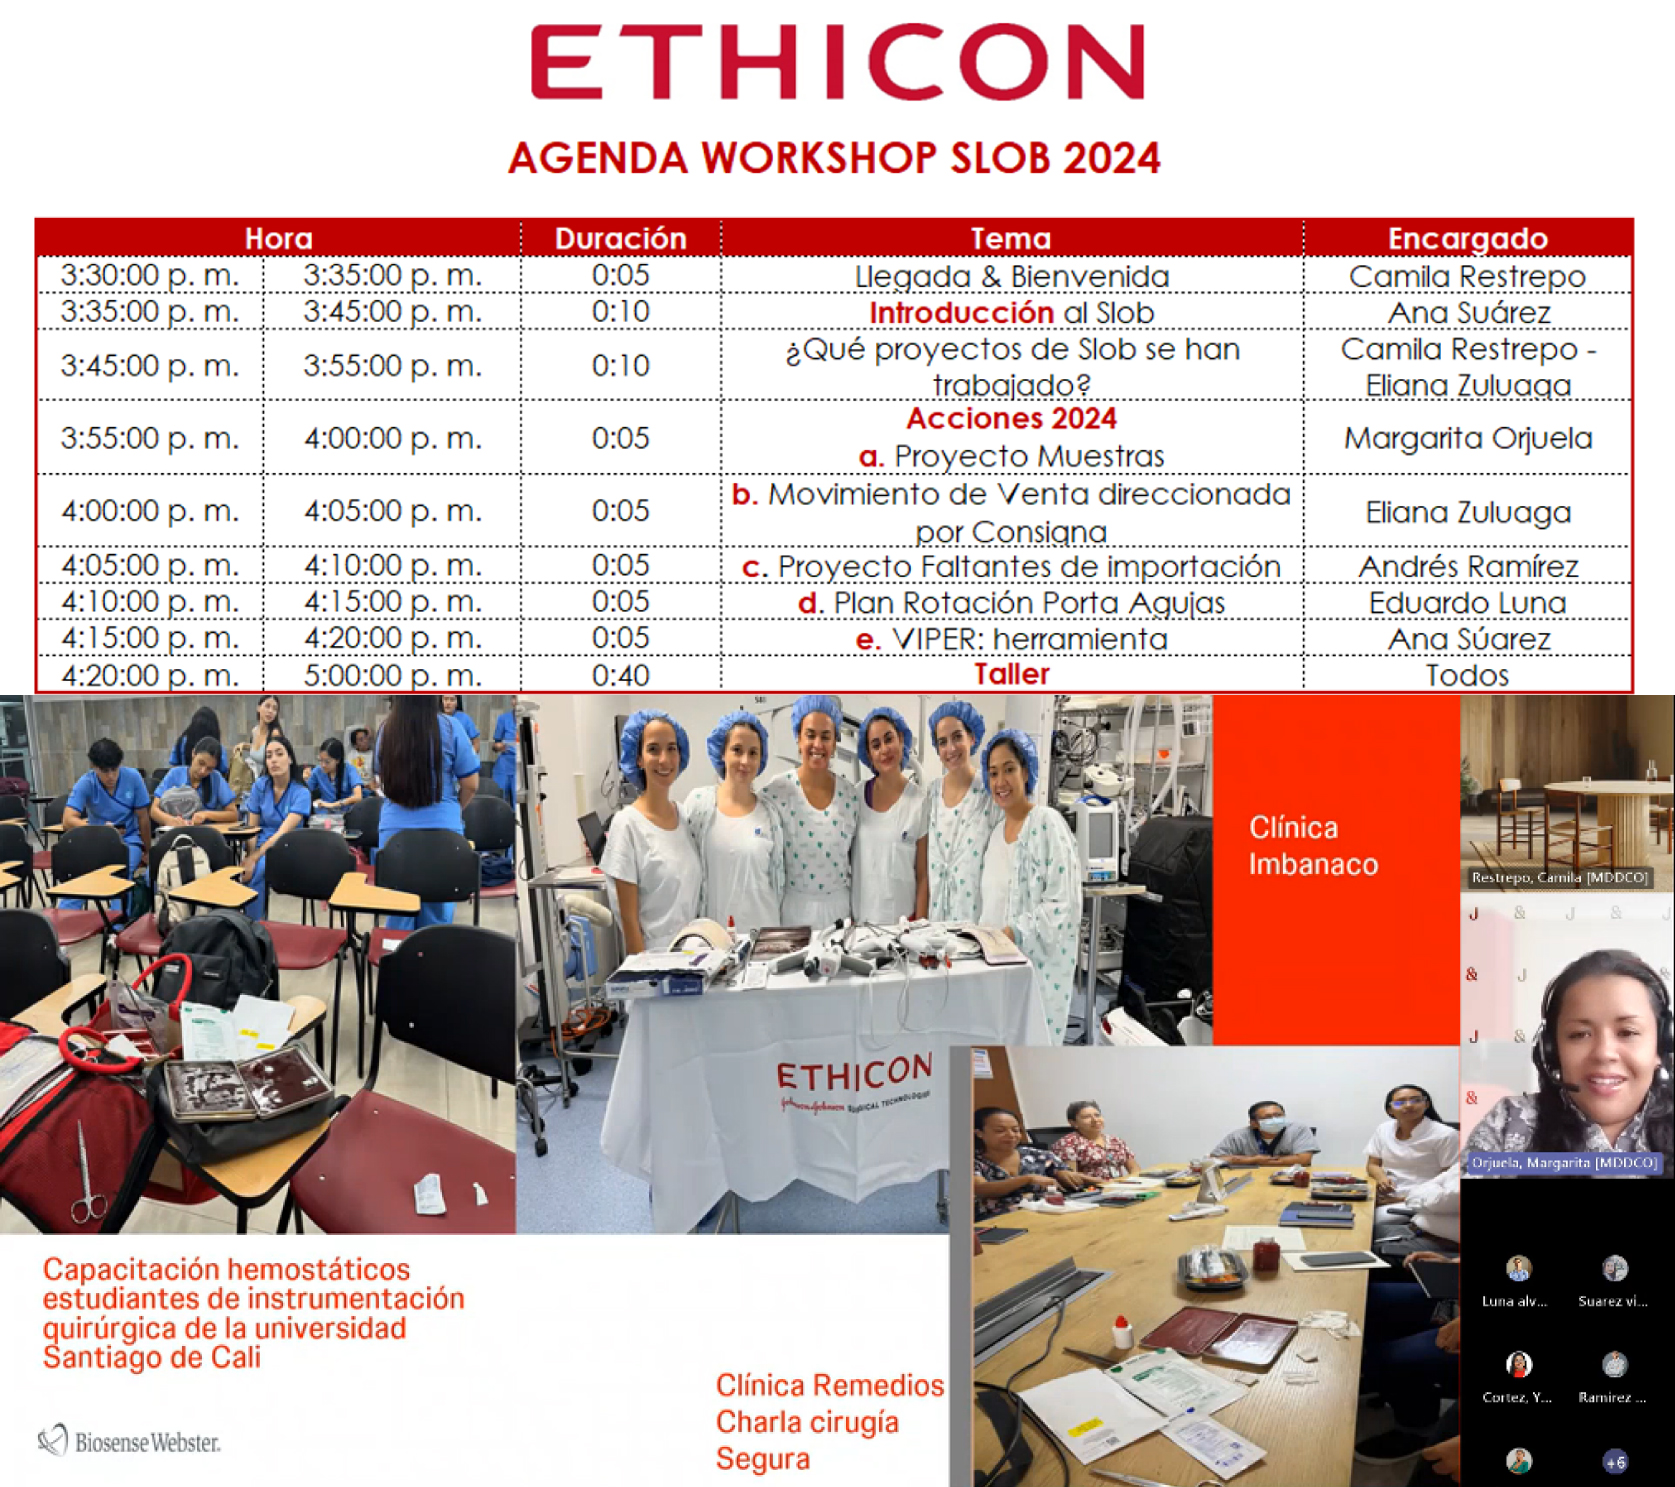 ETHICON
AGENDA WORKSHOP SLOB 2024
Hora Duración Tema Encargado
3:30:00 p. m. 3:35:00 p. m. 0:05 Llegada & Bienvenida Camila Restrepo
3:35:00 p. m. 3:45:00 p. m. 0:10 Introducción al Slob Ana Suárez
3:45:00 p. m. 3:55:00 p. m. 0:10 ¿Qué proyectos de Slob se han
trabajado? Camila Restrepo -
Eliana Zuluaga
3:55:00 p. m. 4:00:00 p. m. 0:05 Acciones 2024
a. Proyecto Muestras Margarita Orjuela
4:00:00 p. m. 4:05:00 p. m. 0:05 b. Movimiento de Venta direccionada
por Consigna Eliana Zuluaga
4:05:00 p. m. 4:10:00 p. m. 0:05 c. Proyecto Faltantes de importación Andrés Ramírez
4:10:00 p. m. 4:15:00 p. m. 0:05 d. Plan Rotación Porta Agujas Eduardo Luna
4:15:00 p. m. 4:20:00 p. m. 0:05 e. VIPER: herramienta Ana Súarez
4:20:00 p. m. 5:00:00 p. m. 0:40 Taller Todos
Clínica
Imbanaco
Restrepo, Camila [MDDCO]
J & J &
& J
J &
&
&
Orjuela, Margarita [MDDCO]
ETHICON
Johnson & Johnson SURGICAL TECHNOLOGIES
Capacitación hemostáticos
estudiantes de instrumentación
quirúrgica de la universidad
Santiago de Cali
Biosense Webster.
Clínica Remedios
Charla cirugía
Segura
Luna alv... Suarez vi...
Cortez, Y... Ramirez ...
+6